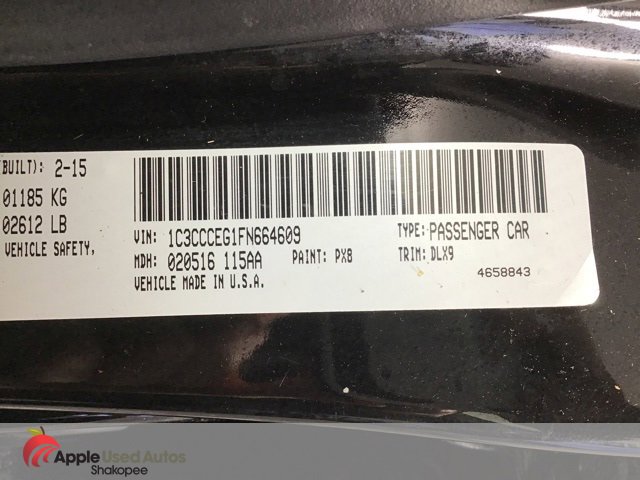 (BUILT): 2-15
01185 KG
02612 LB
VEHICLE SAFETY,
VIN: 1C3CCCEG1FN664609 TYPE: PASSENGER CAR
MDH: 020516 115AA PAINT: PX8 TRIM: DLX9
VEHICLE MADE IN U.S.A. 4658843
Apple Used Autos
Shakopee